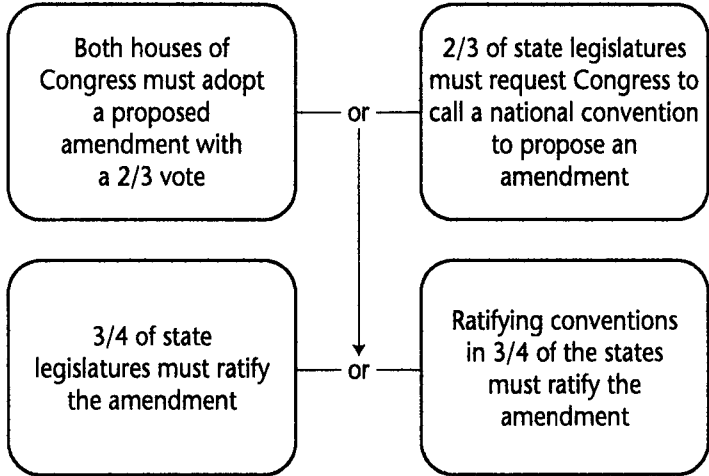 Both houses of
Congress must adopt
a proposed
amendment with
a 2/3 vote
or
2/3 of state legislatures
must request Congress to
call a national convention
to propose an
amendment
3/4 of state
legislatures must ratify
the amendment
or
Ratifying conventions
in 3/4 of the states
must ratify the
amendment